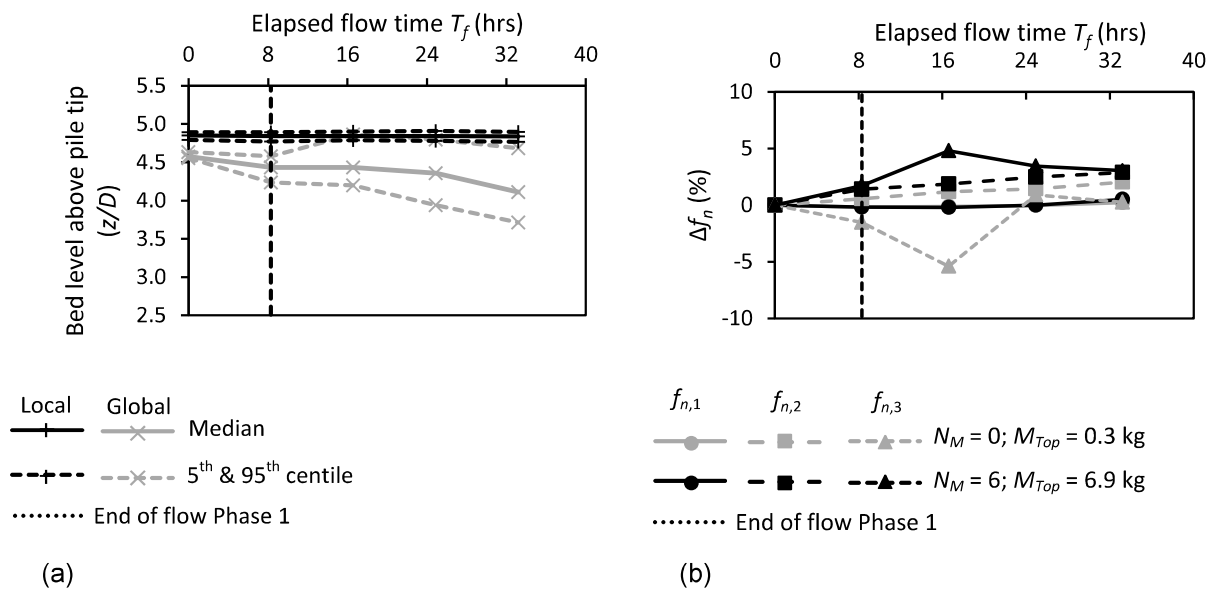 Elapsed flow time T_f (hrs)
0 8 16 24 32 40
5.5
5.0
4.5
4.0
3.5
3.0
2.5
Bed level above pile tip
(z/D)
Local Global
Median
5th & 95th centile
End of flow Phase 1
(a)
Elapsed flow time T_f (hrs)
0 8 16 24 32 40
10
5
0
-5
-10
Δf_n (%)
f_n,1 f_n,2 f_n,3
N_M = 0; M_Top = 0.3 kg
N_M = 6; M_Top = 6.9 kg
End of flow Phase 1
(b)